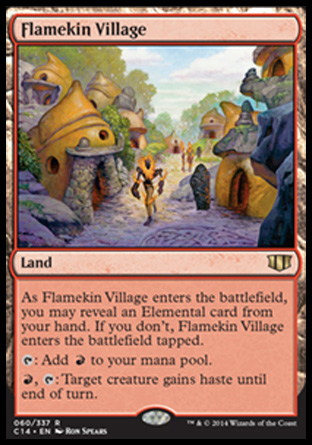 Flamekin Village
Land
As Flamekin Village enters the battlefield,
you may reveal an Elemental card from
your hand. If you don't, Flamekin Village
enters the battlefield tapped.
: Add to your mana pool.
, : Target creature gains haste until
end of turn.
060/337 R
C14 • EN Ron Spears
™ & © 2014 Wizards of the Coast